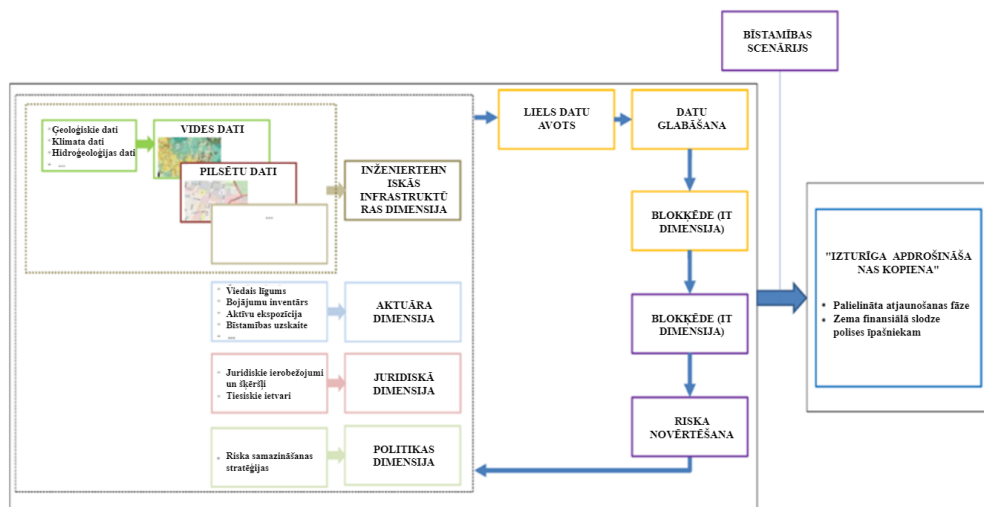 BĪSTAMĪBAS
SCENĀRIJS
LIELS DATU
AVOTS
DATU
GLABĀŠANA
Ģeoloģiskie dati
Klimata dati
Hidroģeoloģijas dati
...
VIDES DATI
PILSĒTU DATI
...
INŽENIERTEHN
ISKĀS
INFRASTRUKTŪ
RAS DIMENSIJA
BLOKĶĒDE (IT
DIMENSIJA)
"IZTURĪGA APDROŠINĀŠA
NAS KOPIENA"
Palielināta atjaunošanas fāze
Zema finansiālā slodze
polises īpašniekam
Viedais līgums
Bojājumu inventārs
Aktīvu ekspozīcija
Bīstamības uzskaite
...
AKTUĀRA
DIMENSIJA
BLOKĶĒDE (IT
DIMENSIJA)
Juridiskie ierobežojumi
un šķēršļi
Tiesiskie ietvari
JURIDISKĀ
DIMENSIJA
RISKA
NOVĒRTĒŠANA
Riska samazināšanas
stratēģijas
POLITIKAS
DIMENSIJA